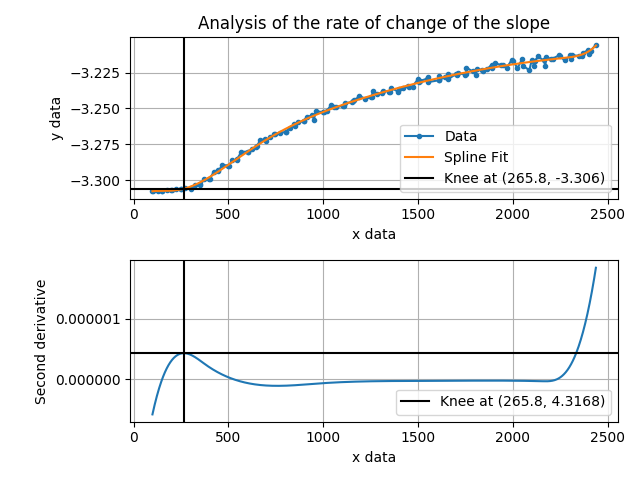 Analysis of the rate of change of the slope
y data
−3.225
−3.250
−3.275
−3.300
Data
Spline Fit
Knee at (265.8, -3.306)
0 500 1000 1500 2000 2500
x data
Second derivative
0.000001
0.000000
Knee at (265.8, 4.3168)
0 500 1000 1500 2000 2500
x data